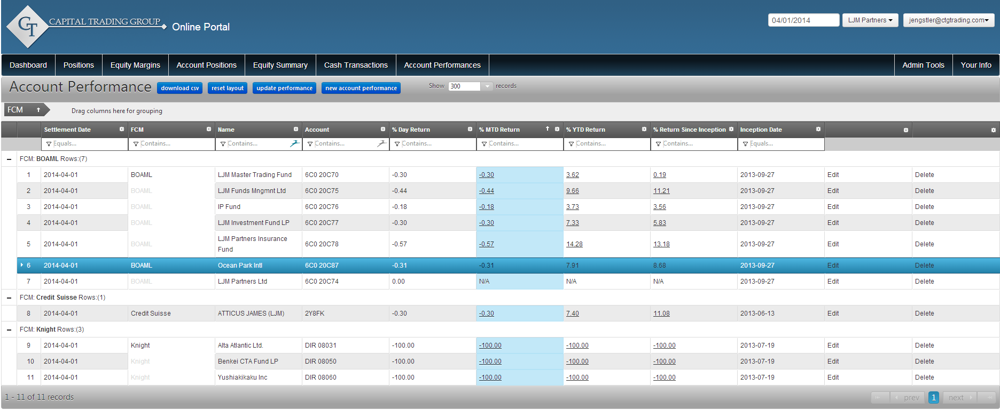 CT CAPITAL TRADING GROUP Online Portal 04/01/2014 LJM Partners jengstler@ctgtrading.com
Dashboard Positions Equity Margins Account Positions Equity Summary Cash Transactions Account Performances Admin Tools Your Info
Account Performance download csv reset layout update performance new account performance Show 300 records
FCM Drag columns here for grouping
Settlement Date FCM Name Account % Day Return % MTD Return % YTD Return % Return Since Inception Inception Date
Equals... Contains... Contains... Contains... Contains... Contains... Contains... Contains... Equals...
FCM: BOAML Rows:(7)
1 2014-04-01 BOAML LJM Master Trading Fund 6C0 20C70 -0.30 -0.30 3.62 0.19 2013-09-27 Edit Delete
2 2014-04-01 BOAML LJM Funds Mngmnt Ltd 6C0 20C75 -0.44 -0.44 9.66 11.21 2013-09-27 Edit Delete
3 2014-04-01 BOAML IP Fund 6C0 20C76 -0.18 -0.18 3.73 3.56 2013-09-27 Edit Delete
4 2014-04-01 BOAML LJM Investment Fund LP 6C0 20C77 -0.30 -0.30 7.33 5.83 2013-09-27 Edit Delete
5 2014-04-01 BOAML LJM Partners Insurance Fund 6C0 20C78 -0.57 -0.57 14.28 13.18 2013-09-27 Edit Delete
6 2014-04-01 BOAML Ocean Park Intl 6C0 20C87 -0.31 -0.31 7.91 8.68 2013-09-27 Edit Delete
7 2014-04-01 BOAML LJM Partners Ltd 6C0 20C74 0.00 N/A N/A N/A 2013-09-27 Edit Delete
FCM: Credit Suisse Rows:(1)
8 2014-04-01 Credit Suisse ATTICUS JAMES (LJM) 2Y8FK -0.30 -0.30 7.40 11.08 2013-06-13 Edit Delete
FCM: Knight Rows:(3)
9 2014-04-01 Knight Alta Atlantic Ltd. DIR 08031 -100.00 -100.00 -100.00 -100.00 2013-07-19 Edit Delete
10 2014-04-01 Knight Benkei CTA Fund LP DIR 08050 -100.00 -100.00 -100.00 -100.00 2013-07-19 Edit Delete
11 2014-04-01 Knight Yushiakikaku Inc DIR 08060 -100.00 -100.00 -100.00 -100.00 2013-07-19 Edit Delete
1 - 11 of 11 records prev 1 next